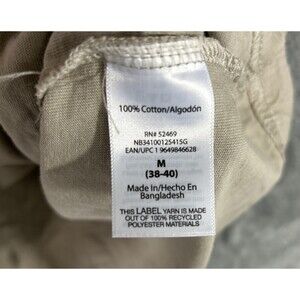 100% Cotton/Algodón
RN# 52469
NB34100125415G
EAN/UPC 1 9649846628
M
(38-40)
Made In/Hecho En
Bangladesh
THIS LABEL YARN IS MADE
OUT OF 100% RECYCLED
POLYESTER MATERIALS